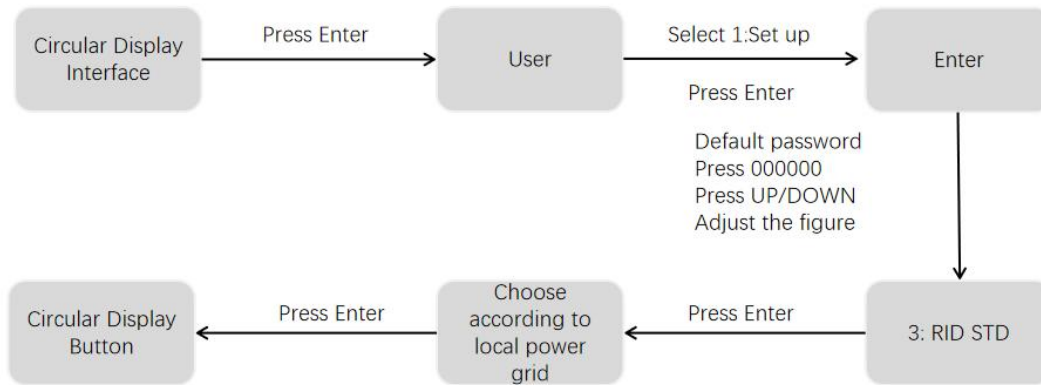 Circular Display
Interface
Press Enter
User
Select 1:Set up
Press Enter
Default password
Press 000000
Press UP/DOWN
Adjust the figure
Enter
3: RID STD
Press Enter
Choose
according to
local power
grid
Press Enter
Circular Display
Button